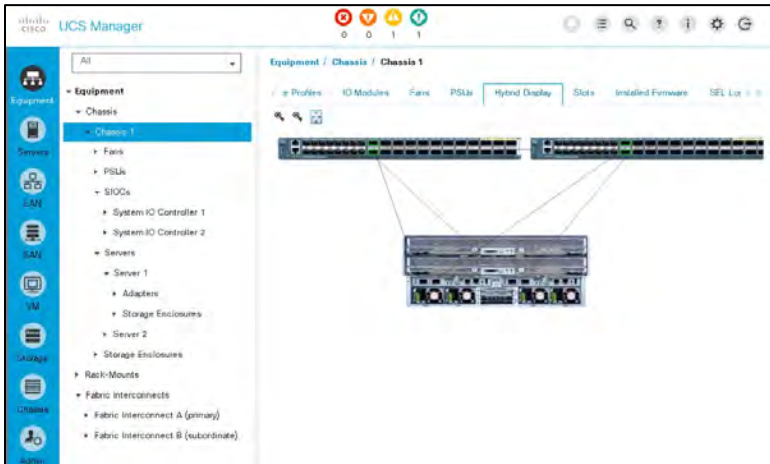 CISCO
UCS Manager
0 0 1 1
All
Equipment / Chassis / Chassis 1
Profiles IO Modules Fans PSUs Hybrid Display Slots Installed Firmware SEL
Equipment
Servers
LAN
SAN
VM
Storage
Chassis
Admin
Equipment
Chassis
Chassis 1
Fans
PSUs
SIOCs
System IO Controller 1
System IO Controller 2
Servers
Server 1
Adapters
Storage Enclosures
Server 2
Storage Enclosures
Rack-Mounts
Fabric Interconnects
Fabric Interconnect A (primary)
Fabric Interconnect B (subordinate)